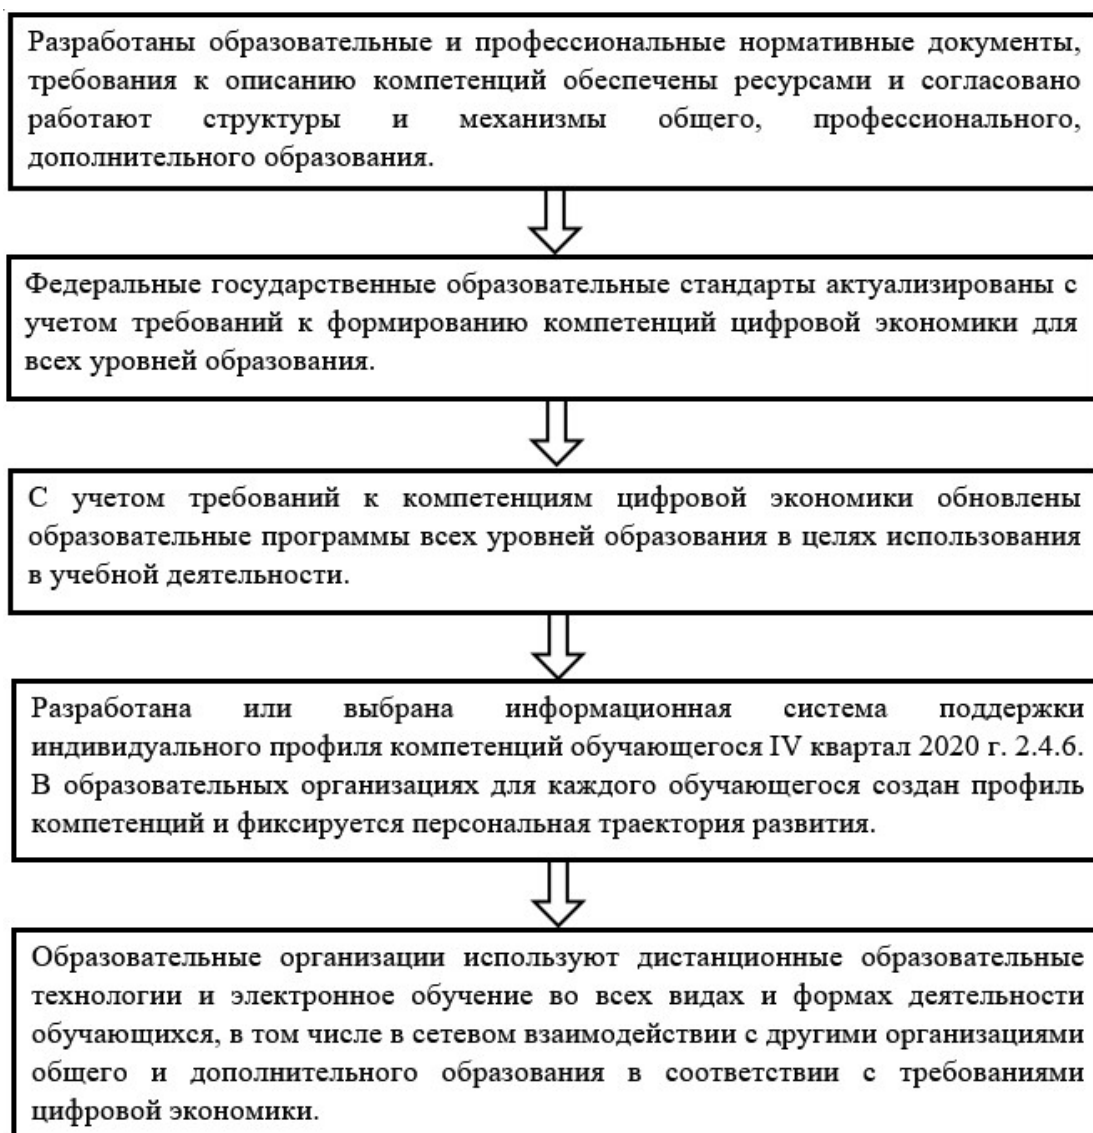 Разработаны образовательные и профессиональные нормативные документы,
требования к описанию компетенций обеспечены ресурсами и согласовано
работают структуры и механизмы общего, профессионального,
дополнительного образования.
Федеральные государственные образовательные стандарты актуализированы с
учетом требований к формированию компетенций цифровой экономики для
всех уровней образования.
С учетом требований к компетенциям цифровой экономики обновлены
образовательные программы всех уровней образования в целях использования
в учебной деятельности.
Разработана или выбрана информационная система поддержки
индивидуального профиля компетенций обучающегося IV квартал 2020 г. 2.4.6.
В образовательных организациях для каждого обучающегося создан профиль
компетенций и фиксируется персональная траектория развития.
Образовательные организации используют дистанционные образовательные
технологии и электронное обучение во всех видах и формах деятельности
обучающихся, в том числе в сетевом взаимодействии с другими организациями
общего и дополнительного образования в соответствии с требованиями
цифровой экономики.